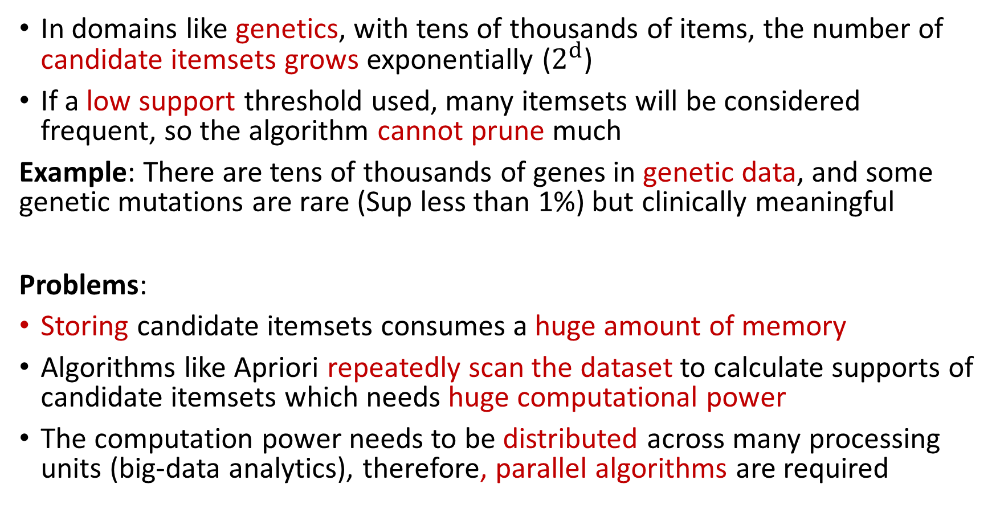 • In domains like genetics, with tens of thousands of items, the number of
candidate itemsets grows exponentially (2ᵈ)
• If a low support threshold used, many itemsets will be considered
frequent, so the algorithm cannot prune much
Example: There are tens of thousands of genes in genetic data, and some
genetic mutations are rare (Sup less than 1%) but clinically meaningful
Problems:
• Storing candidate itemsets consumes a huge amount of memory
• Algorithms like Apriori repeatedly scan the dataset to calculate supports of
candidate itemsets which needs huge computational power
• The computation power needs to be distributed across many processing
units (big-data analytics), therefore, parallel algorithms are required